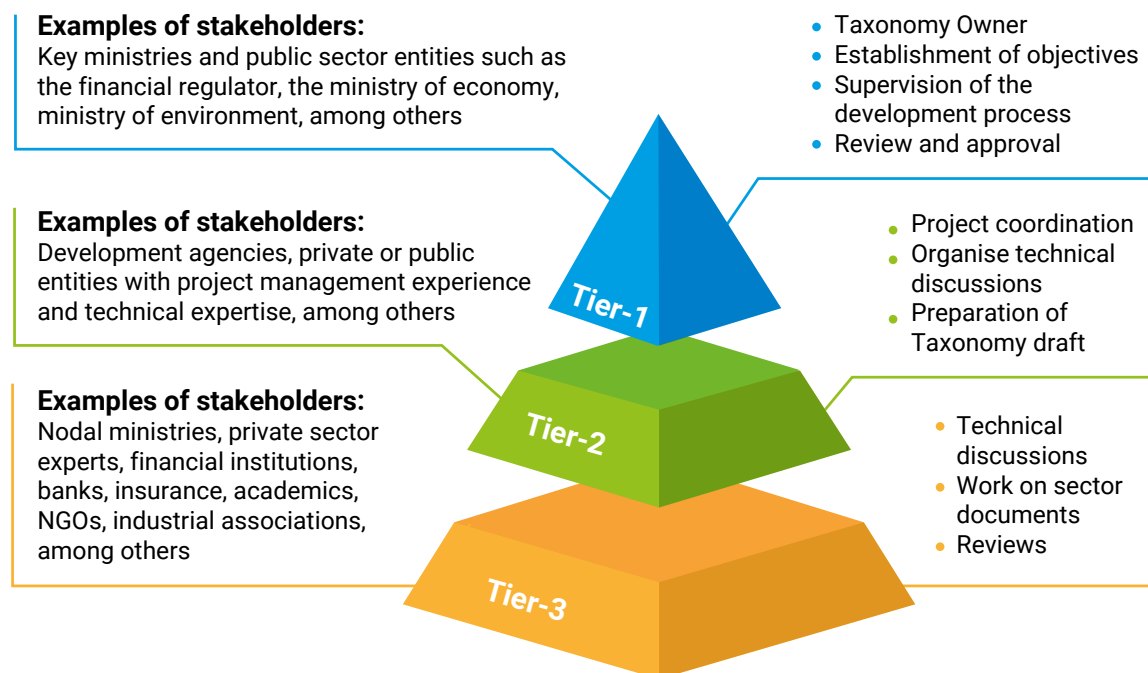 Examples of stakeholders:
Key ministries and public sector entities such as
the financial regulator, the ministry of economy,
ministry of environment, among others
• Taxonomy Owner
• Establishment of objectives
• Supervision of the
development process
• Review and approval
Tier-1
Examples of stakeholders:
Development agencies, private or public
entities with project management experience
and technical expertise, among others
• Project coordination
• Organise technical
discussions
• Preparation of
Taxonomy draft
Tier-2
Examples of stakeholders:
Nodal ministries, private sector
experts, financial institutions,
banks, insurance, academics,
NGOs, industrial associations,
among others
• Technical
discussions
• Work on sector
documents
• Reviews
Tier-3